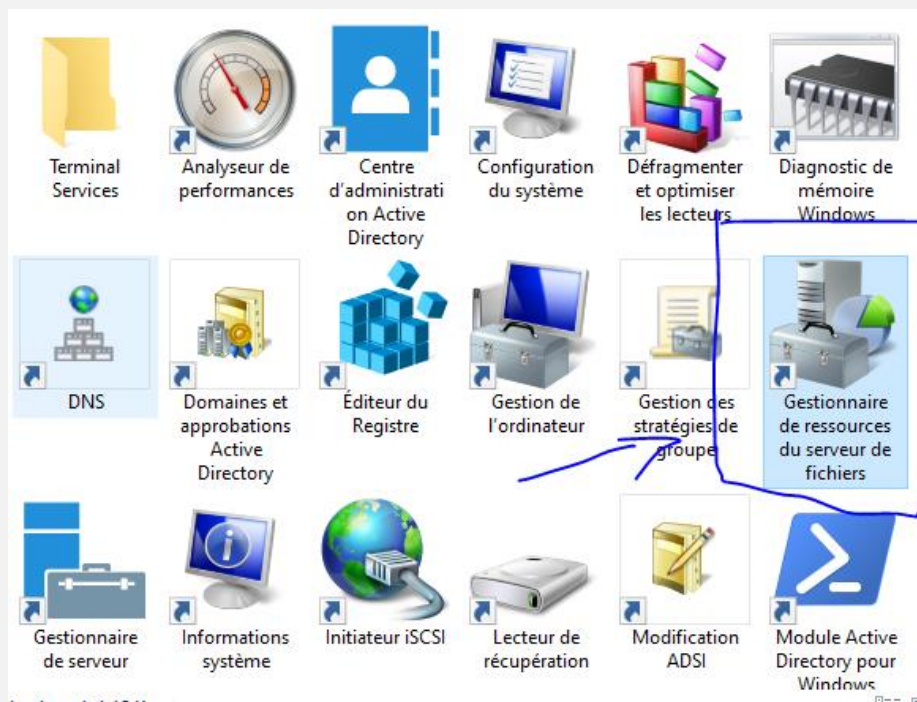 Terminal
Services
Analyseur de
performances
Centre
d'administrati
on Active
Directory
Configuration
du système
Défragmenter
et optimiser
les lecteurs
Diagnostic de
mémoire
Windows
DNS
Domaines et
approbations
Active
Directory
Éditeur du
Registre
Gestion de
l'ordinateur
Gestion des
stratégies de
groupe
Gestionnaire
de ressources
du serveur de
fichiers
Gestionnaire
de serveur
Informations
système
Initiateur iSCSI
Lecteur de
récupération
Modification
ADSI
Module Active
Directory pour
Windows